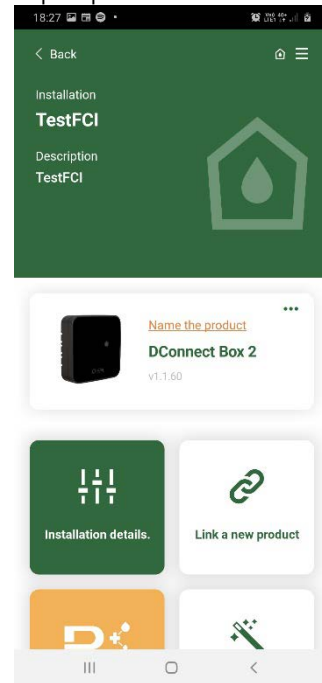 18:27
Back
Installation
TestFCI
Description
TestFCI
Name the product
DConnect Box 2
v1.1.60
Installation details.
Link a new product